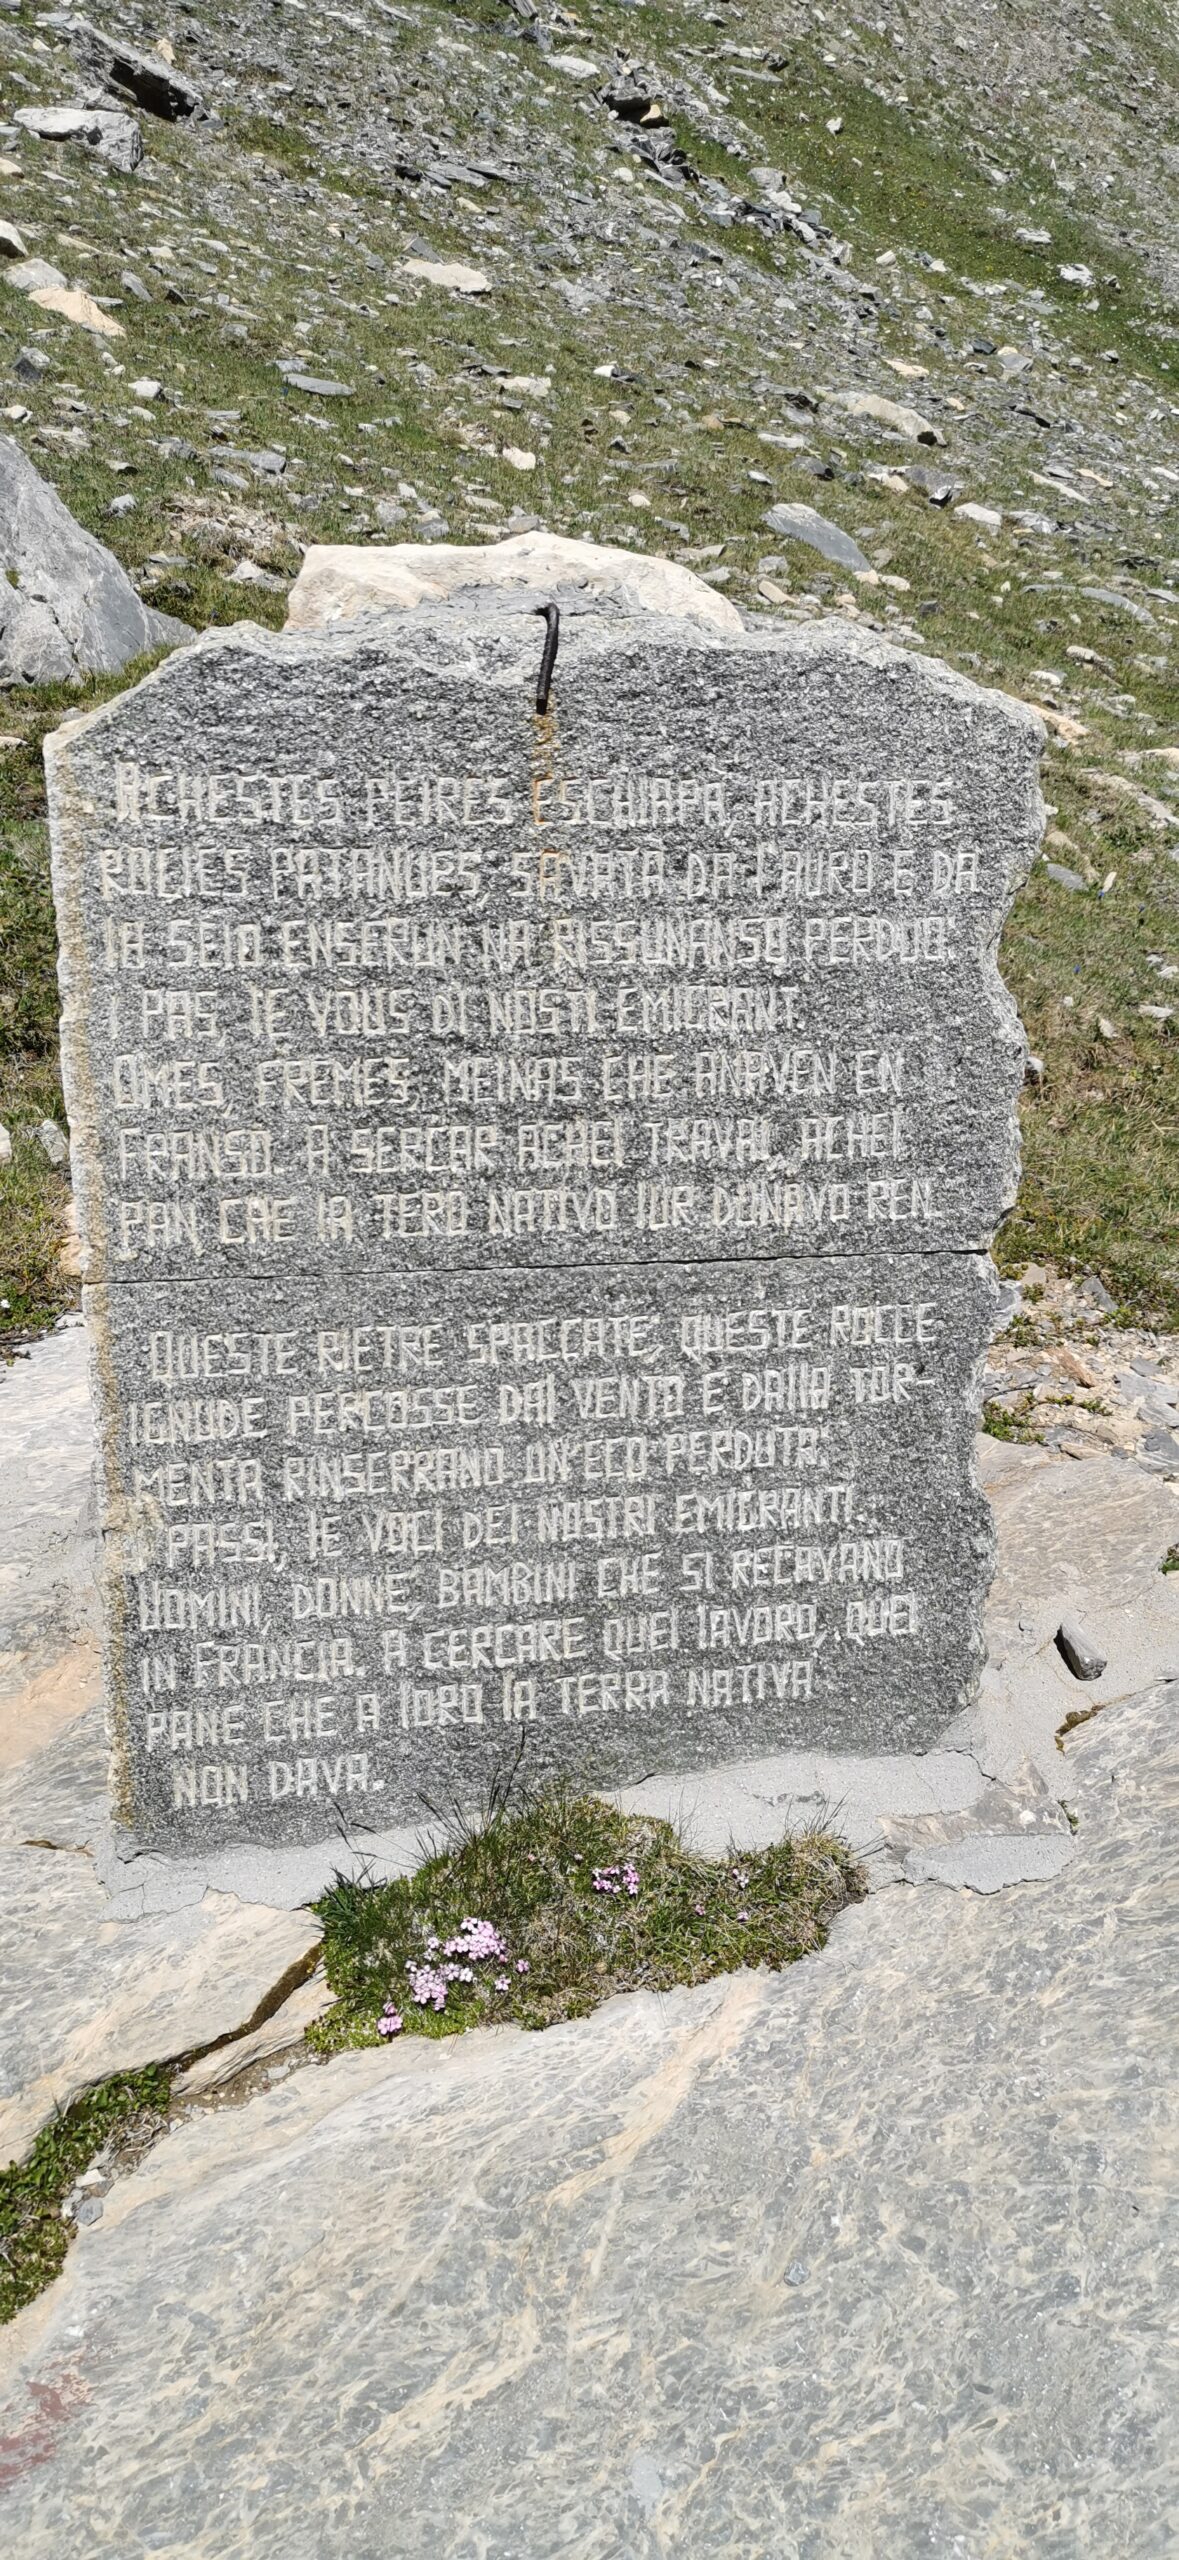 ACHESTES PEIRES ESCHIAPA, ACHESTES
ROCHES PATANUES, SAVATÀ DA l'AURO E DA
lA SEIO ENSERUN NA RISSUNANSO PERDUO:
I PAS, lE VOUS DI NOSTI EMIGRANT.
OMES, FREMES, MEINAS CHE ANAVEN EN
FRANSO. A SERCAR ACHEl TRAVAl, ACHEl
PAN CHE lA TERO NATIVO lUR DUNAVO REN.
QUESTE PIETRE SPACCATE, QUESTE ROCCE
IGNUDE PERCOSSE DAl VENTO E DAllA TOR-
MENTA RINSERRANO UN'ECO PERDUTA:
I PASSI, lE VOCI DEI NOSTRI EMIGRANTI.
UOMINI, DONNE, BAMBINI CHE SI RECAVANO
IN FRANCIA. A CERCARE QUEl lAVORO, QUEl
PANE CHE A lORO lA TERRA NATIVA
NON DAVA.